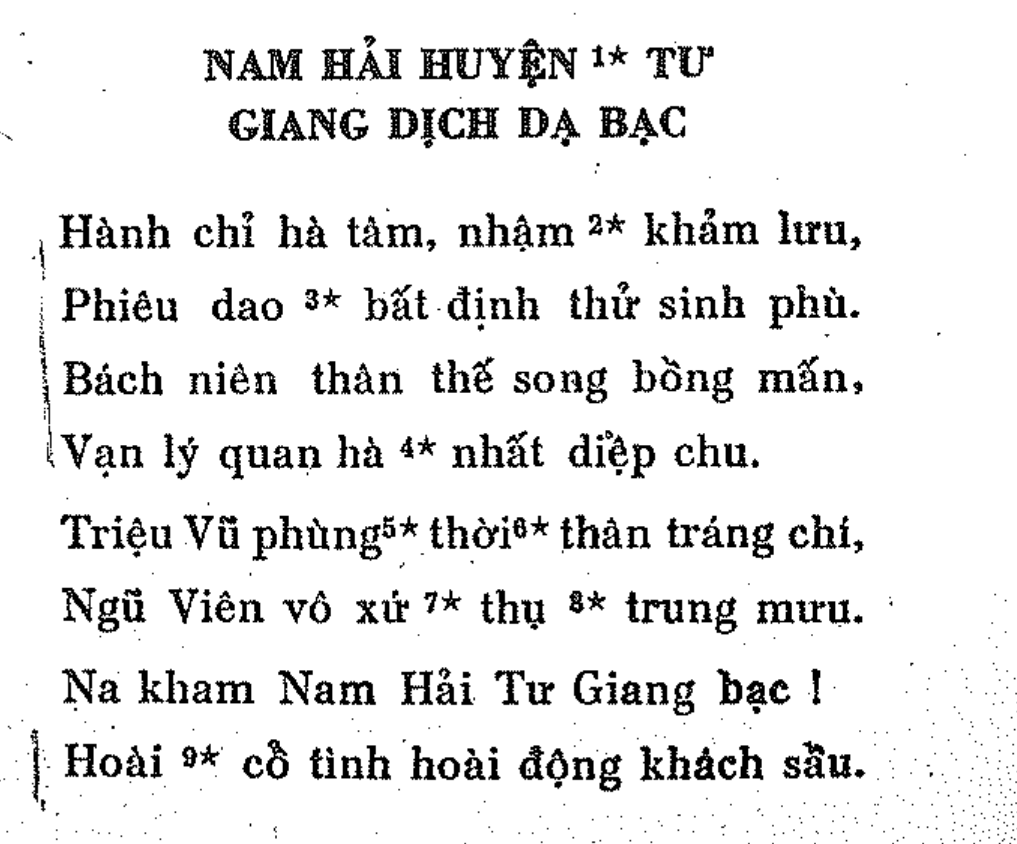 NAM HẢI HUYỆN ¹* TƯ
GIANG DỊCH DẠ BẠC
Hành chỉ hà tâm, nhậm ²* khảm lưu,
Phiêu dao ³* bất định thử sinh phù.
Bách niên thân thế song bồng mấn,
Vạn lý quan hà ⁴* nhất diệp chu.
Triệu Vũ phùng⁵* thời⁶* thân tráng chí,
Ngũ Viên vô xứ ⁷* thụ ⁸* trung mưu.
Na kham Nam Hải Tư Giang bạc !
Hoài ⁹* cổ tình hoài động khách sầu.